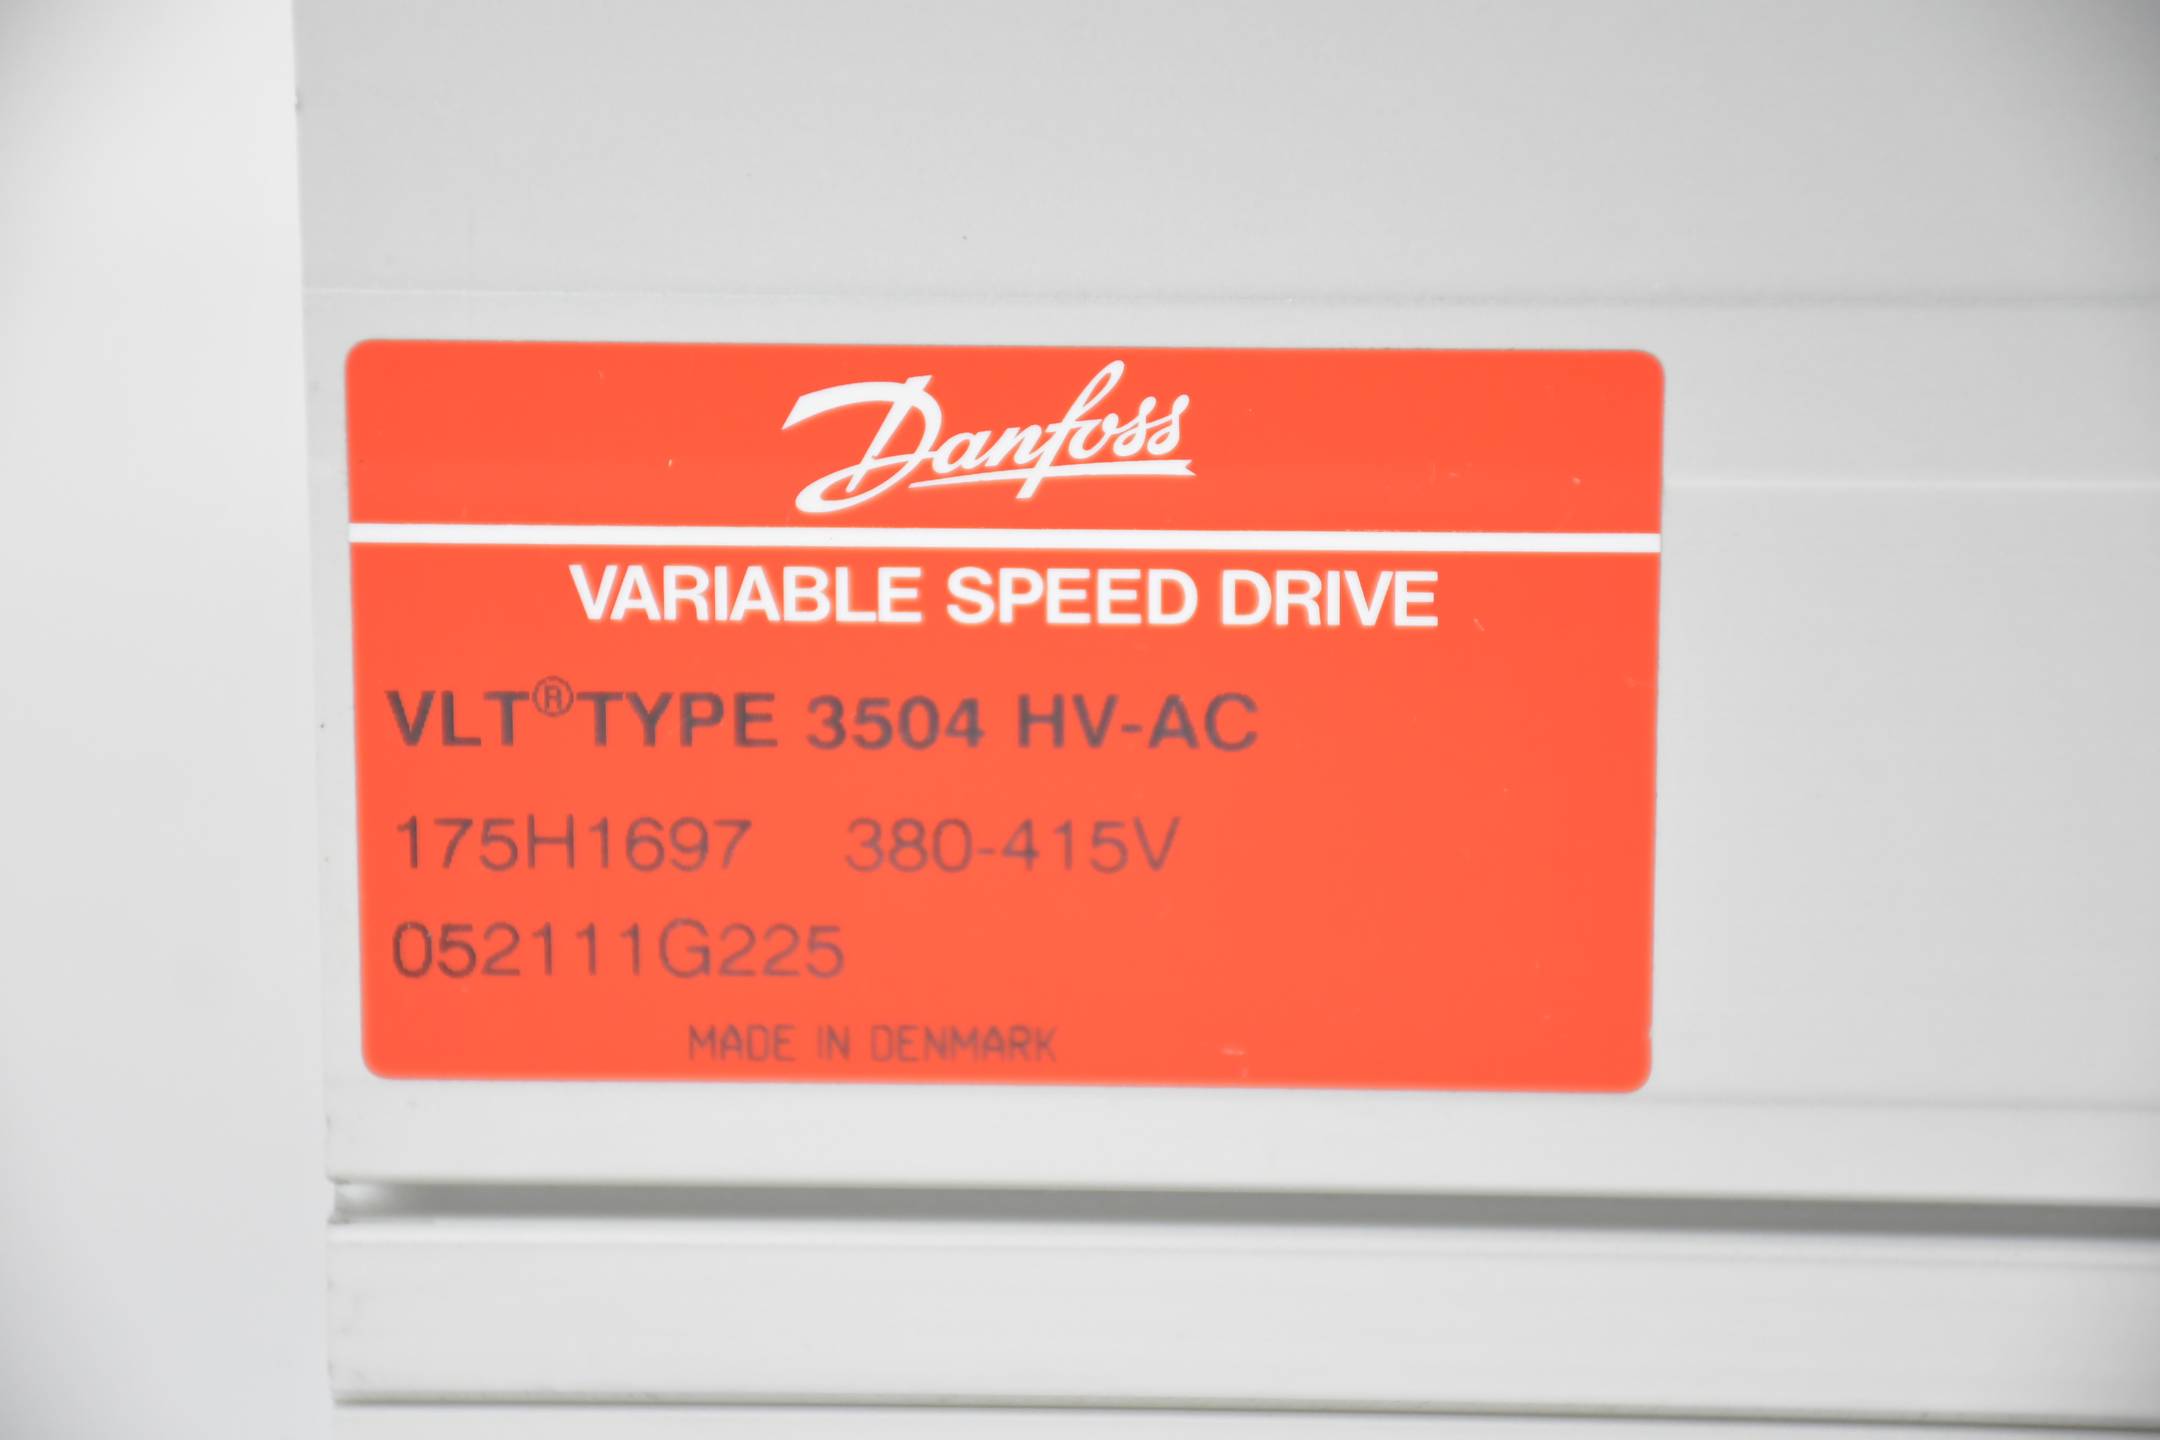 Danfoss
VARIABLE SPEED DRIVE
VLT®TYPE 3504 HV-AC
175H1697 380-415V
052111G225
MADE IN DENMARK